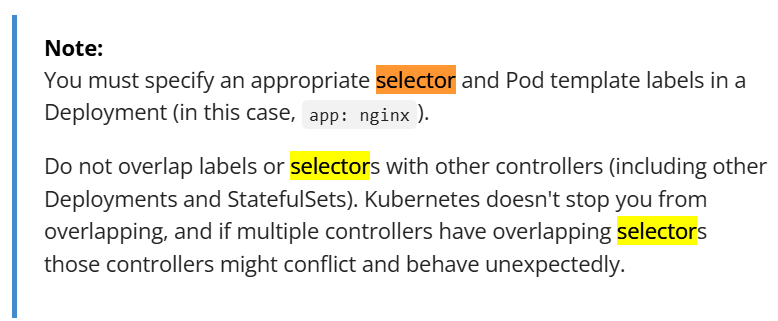 Note:
You must specify an appropriate selector and Pod template labels in a
Deployment (in this case, app: nginx ).
Do not overlap labels or selectors with other controllers (including other
Deployments and StatefulSets). Kubernetes doesn't stop you from
overlapping, and if multiple controllers have overlapping selectors
those controllers might conflict and behave unexpectedly.